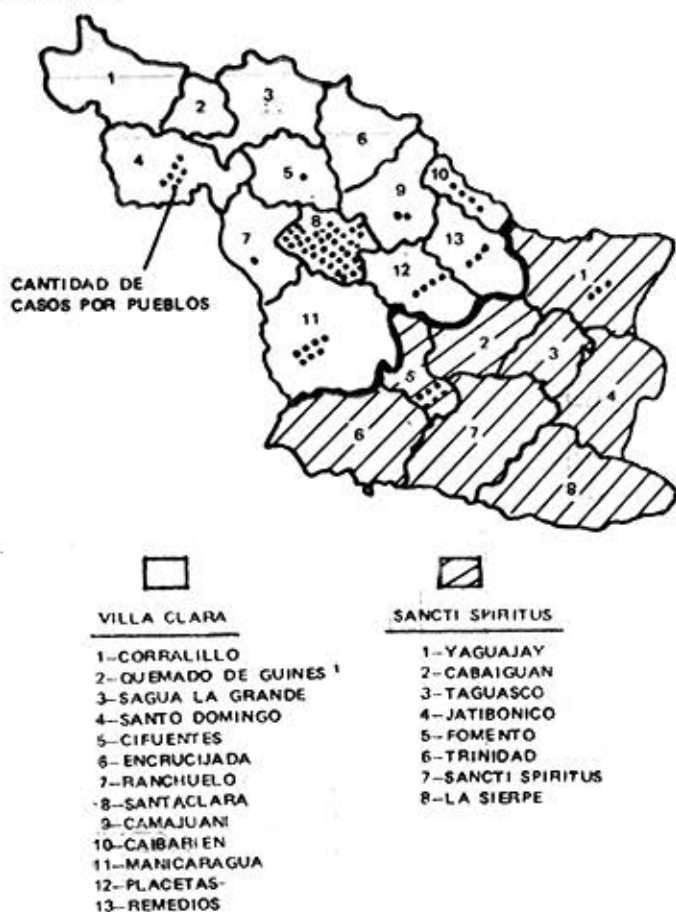 1
2
3
4
5
6
7
8
9
10
11
12
13
1
2
3
4
5
6
7
8
CANTIDAD DE
CASOS POR PUEBLOS
VILLA CLARA
1-CORRALILLO
2-QUEMADO DE GUINES 1
3-SAGUA LA GRANDE
4-SANTO DOMINGO
5-CIFUENTES
6-ENCRUCIJADA
7-RANCHUELO
8-SANTACLARA
9-CAMAJUANI
10-CAIBARIEN
11-MANICARAGUA
12-PLACETAS-
13-REMEDIOS
SANCTI SPIRITUS
1-YAGUAJAY
2-CABAIGUAN
3-TAGUASCO
4-JATIBONICO
5-FOMENTO
6-TRINIDAD
7-SANCTI SPIRITUS
8-LA SIERPE